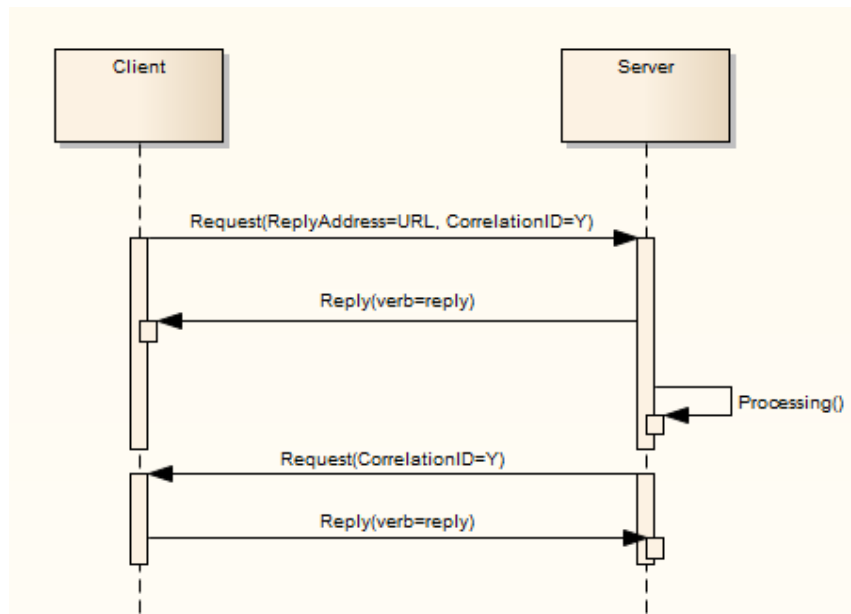 Client
Server
Request(ReplyAddress=URL, CorrelationID=Y)
Reply(verb=reply)
Processing()
Request(CorrelationID=Y)
Reply(verb=reply)